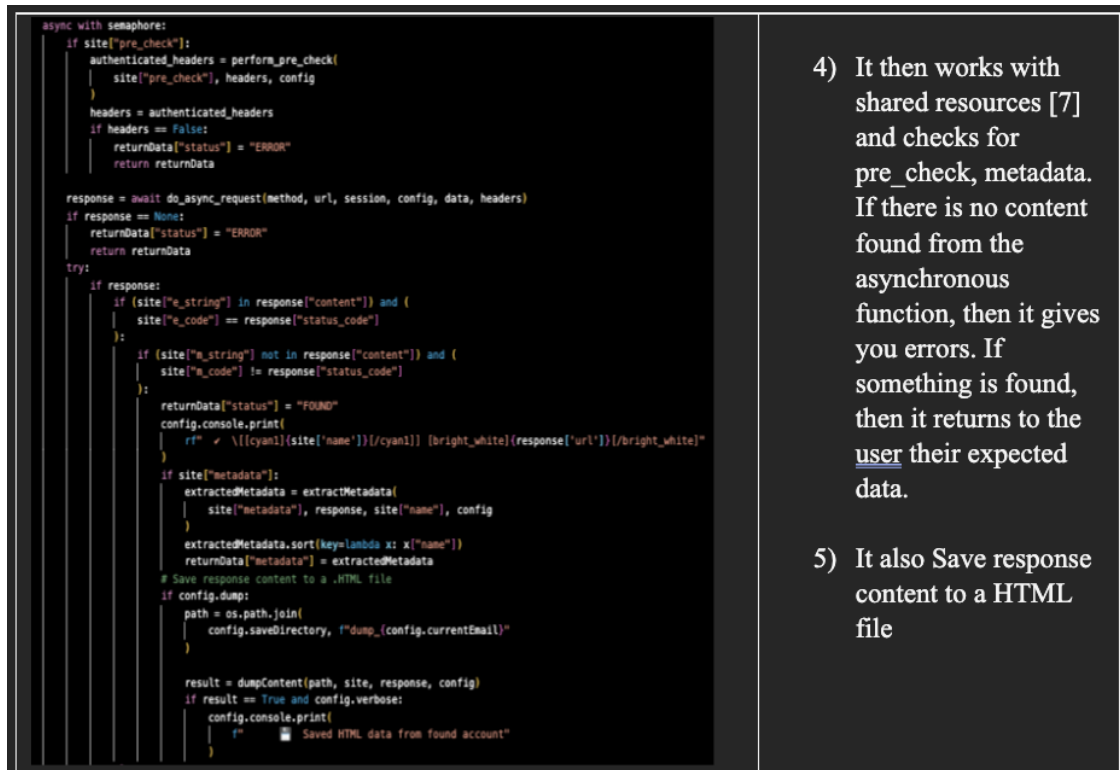 async with semaphore:
if site["pre_check"]:
authenticated_headers = perform_pre_check(
site["pre_check"], headers, config
)
headers = authenticated_headers
if headers == False:
returnData["status"] = "ERROR"
return returnData
response = await do_async_request(method, url, session, config, data, headers)
if response == None:
returnData["status"] = "ERROR"
return returnData
try:
if response:
if (site["e_string"] in response["content"]) and (
site["e_code"] == response["status_code"]
):
if (site["m_string"] not in response["content"]) and (
site["m_code"] != response["status_code"]
):
returnData["status"] = "FOUND"
config.console.print(
rf"  ✔  \[[cyan1]{site['name']}[/cyan1]] [bright_white]{response['url']}[/bright_white]"
)
if site["metadata"]:
extractedMetadata = extractMetadata(
site["metadata"], response, site["name"], config
)
extractedMetadata.sort(key=lambda x: x["name"])
returnData["metadata"] = extractedMetadata
# Save response content to a .HTML file
if config.dump:
path = os.path.join(
config.saveDirectory, f"dump_{config.currentEmail}"
)
result = dumpContent(path, site, response, config)
if result == True and config.verbose:
config.console.print(
f"      💾  Saved HTML data from found account"
)
4) It then works with
shared resources [7]
and checks for
pre_check, metadata.
If there is no content
found from the
asynchronous
function, then it gives
you errors. If
something is found,
then it returns to the
user their expected
data.
5) It also Save response
content to a HTML
file